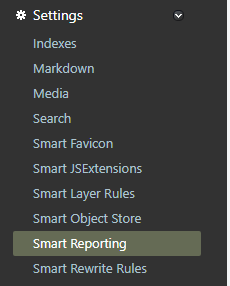 Settings
Indexes
Markdown
Media
Search
Smart Favicon
Smart JSExtensions
Smart Layer Rules
Smart Object Store
Smart Reporting
Smart Rewrite Rules